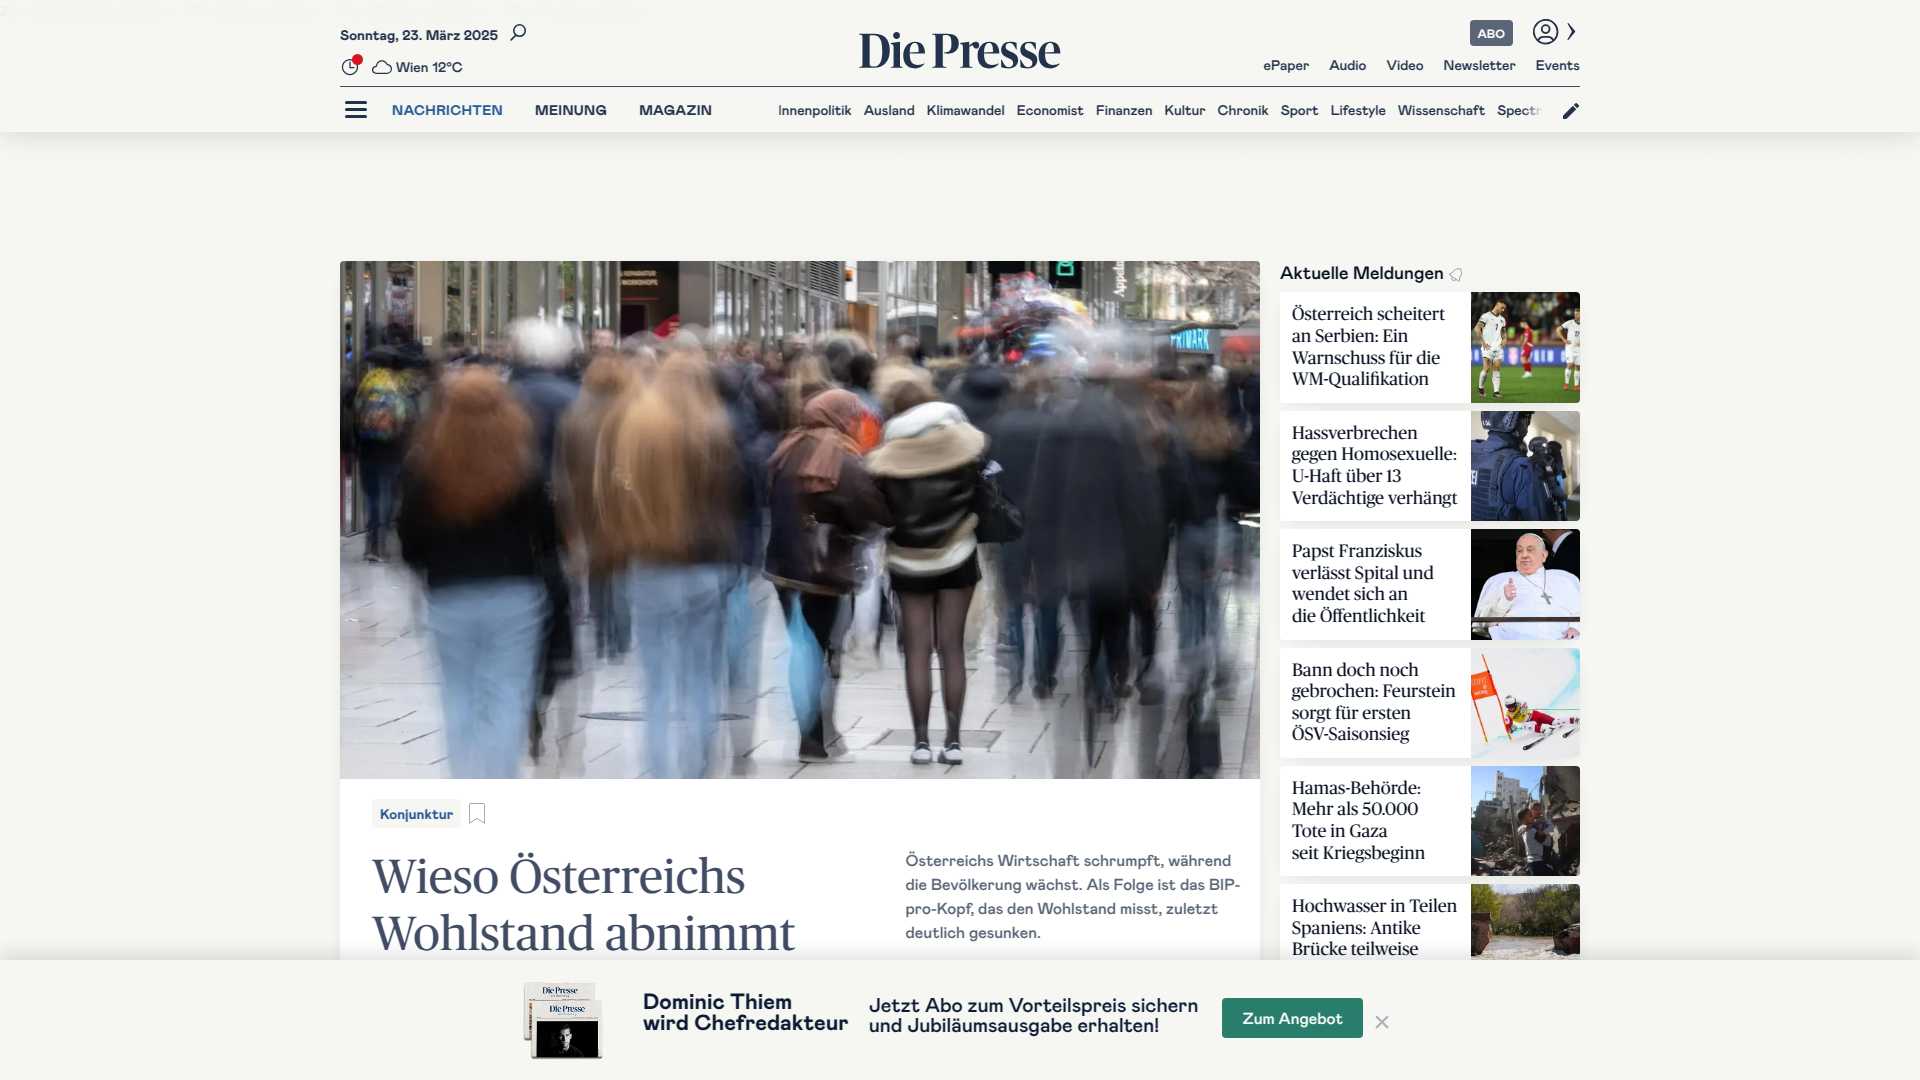 Sonntag, 23. März 2025
Wien 12°C
Die Presse
ABO
ePaper Audio Video Newsletter Events
NACHRICHTEN MEINUNG MAGAZIN
Innenpolitik Ausland Klimawandel Economist Finanzen Kultur Chronik Sport Lifestyle Wissenschaft Spectr
PRIMARK
Konjunktur
Wieso Österreichs
Wohlstand abnimmt
Österreichs Wirtschaft schrumpft, während
die Bevölkerung wächst. Als Folge ist das BIP-
pro-Kopf, das den Wohlstand misst, zuletzt
deutlich gesunken.
Aktuelle Meldungen
Österreich scheitert
an Serbien: Ein
Warnschuss für die
WM-Qualifikation
Hassverbrechen
gegen Homosexuelle:
U-Haft über 13
Verdächtige verhängt
Papst Franziskus
verlässt Spital und
wendet sich an
die Öffentlichkeit
Bann doch noch
gebrochen: Feurstein
sorgt für ersten
ÖSV-Saisonsieg
Hamas-Behörde:
Mehr als 50.000
Tote in Gaza
seit Kriegsbeginn
Hochwasser in Teilen
Spaniens: Antike
Brücke teilweise
Die Presse
Die Presse
Dominic Thiem
wird Chefredakteur
Jetzt Abo zum Vorteilspreis sichern
und Jubiläumsausgabe erhalten!
Zum Angebot